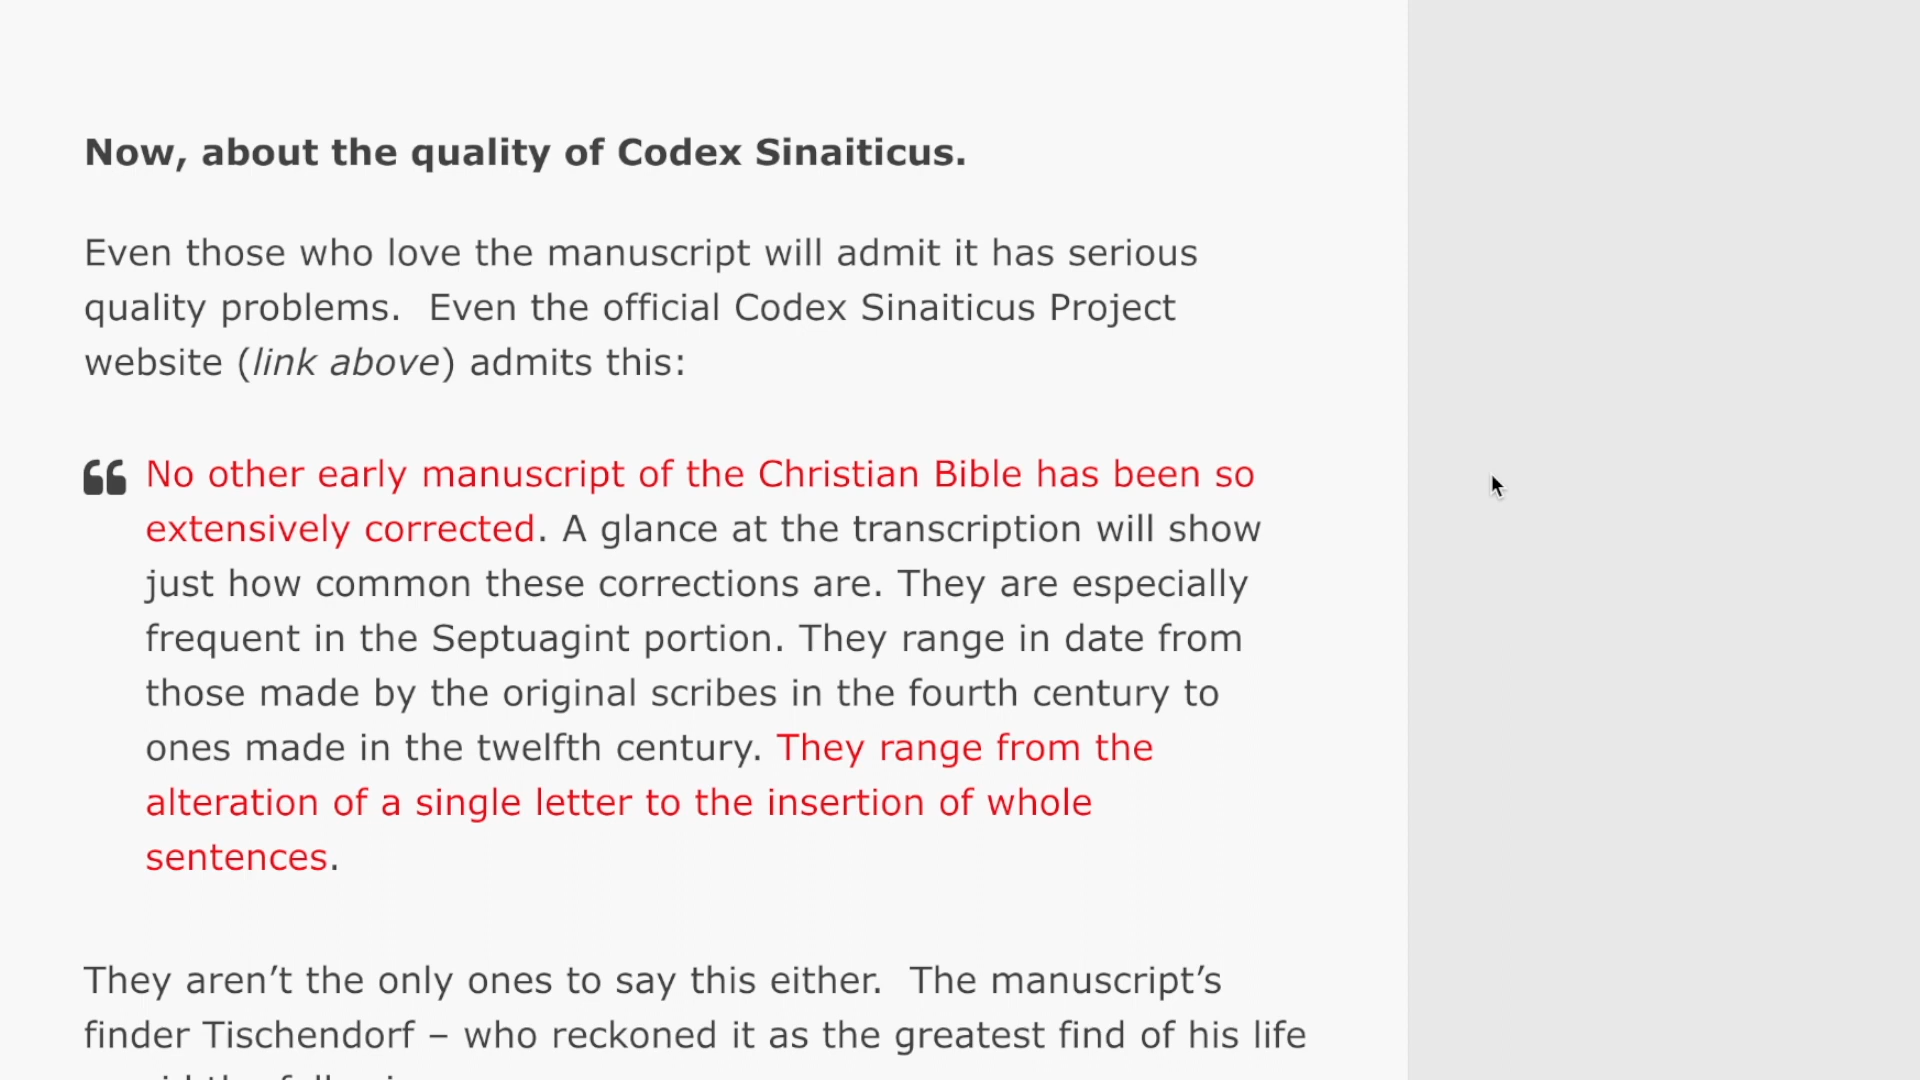 Now, about the quality of Codex Sinaiticus.
Even those who love the manuscript will admit it has serious
quality problems.  Even the official Codex Sinaiticus Project
website (link above) admits this:
“No other early manuscript of the Christian Bible has been so
extensively corrected. A glance at the transcription will show
just how common these corrections are. They are especially
frequent in the Septuagint portion. They range in date from
those made by the original scribes in the fourth century to
ones made in the twelfth century. They range from the
alteration of a single letter to the insertion of whole
sentences.
They aren’t the only ones to say this either.  The manuscript’s
finder Tischendorf – who reckoned it as the greatest find of his life